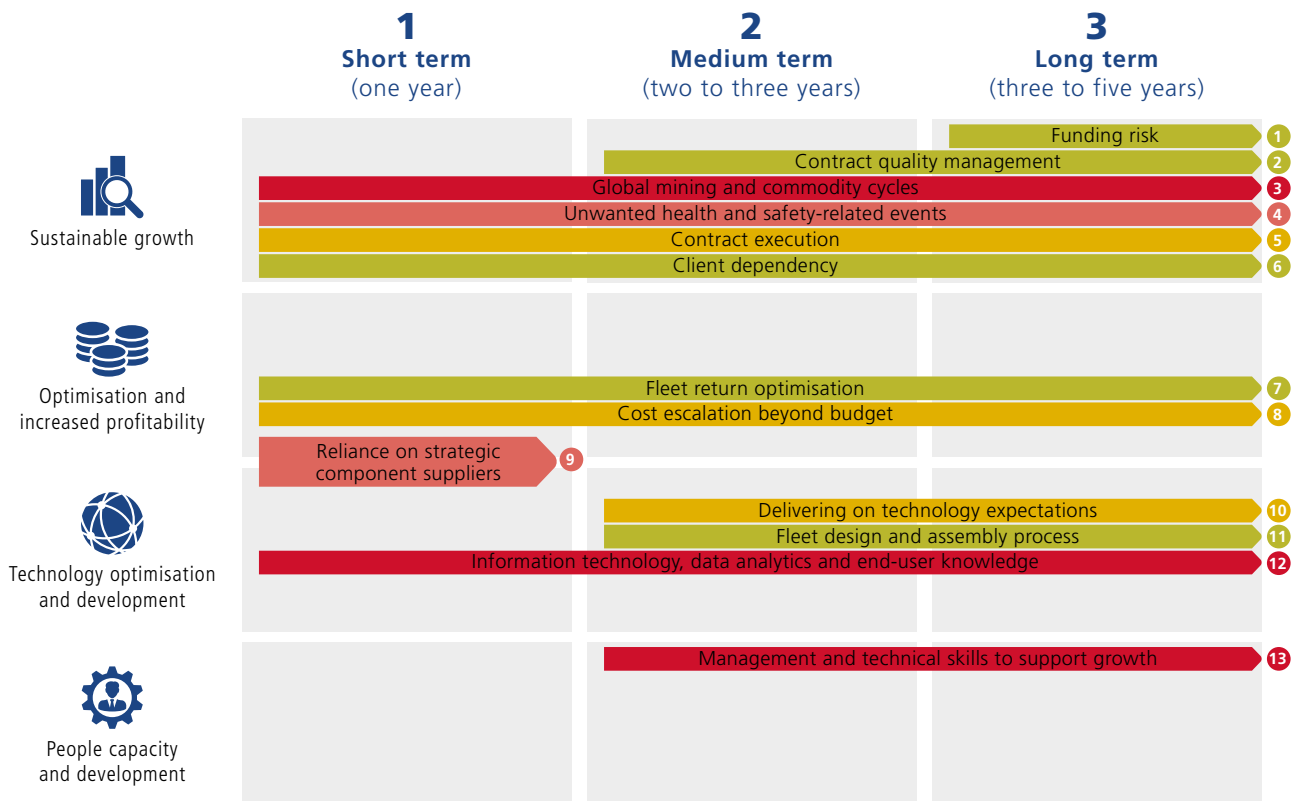 1
Short term
(one year)
2
Medium term
(two to three years)
3
Long term
(three to five years)
Sustainable growth
Funding risk
1
Contract quality management
2
Global mining and commodity cycles
3
Unwanted health and safety-related events
4
Contract execution
5
Client dependency
6
Optimisation and
increased profitability
Fleet return optimisation
7
Cost escalation beyond budget
8
Reliance on strategic
component suppliers
9
Technology optimisation
and development
Delivering on technology expectations
10
Fleet design and assembly process
11
Information technology, data analytics and end-user knowledge
12
People capacity
and development
Management and technical skills to support growth
13